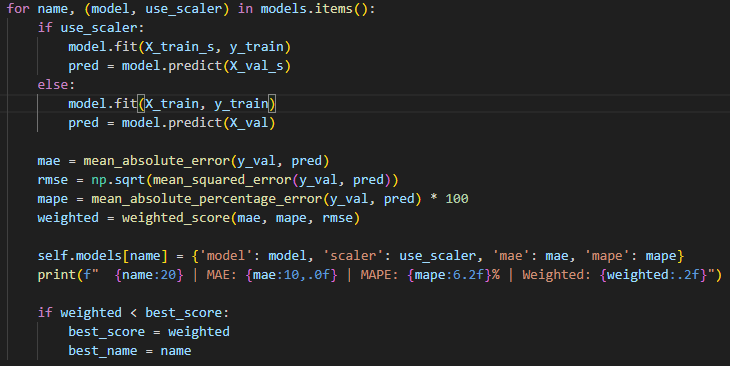 for name, (model, use_scaler) in models.items():
    if use_scaler:
        model.fit(X_train_s, y_train)
        pred = model.predict(X_val_s)
    else:
        model.fit(X_train, y_train)
        pred = model.predict(X_val)

    mae = mean_absolute_error(y_val, pred)
    rmse = np.sqrt(mean_squared_error(y_val, pred))
    mape = mean_absolute_percentage_error(y_val, pred) * 100
    weighted = weighted_score(mae, mape, rmse)

    self.models[name] = {'model': model, 'scaler': use_scaler, 'mae': mae, 'mape': mape}
    print(f"  {name:20} | MAE: {mae:10,.0f} | MAPE: {mape:6.2f}% | Weighted: {weighted:.2f}")

    if weighted < best_score:
        best_score = weighted
        best_name = name